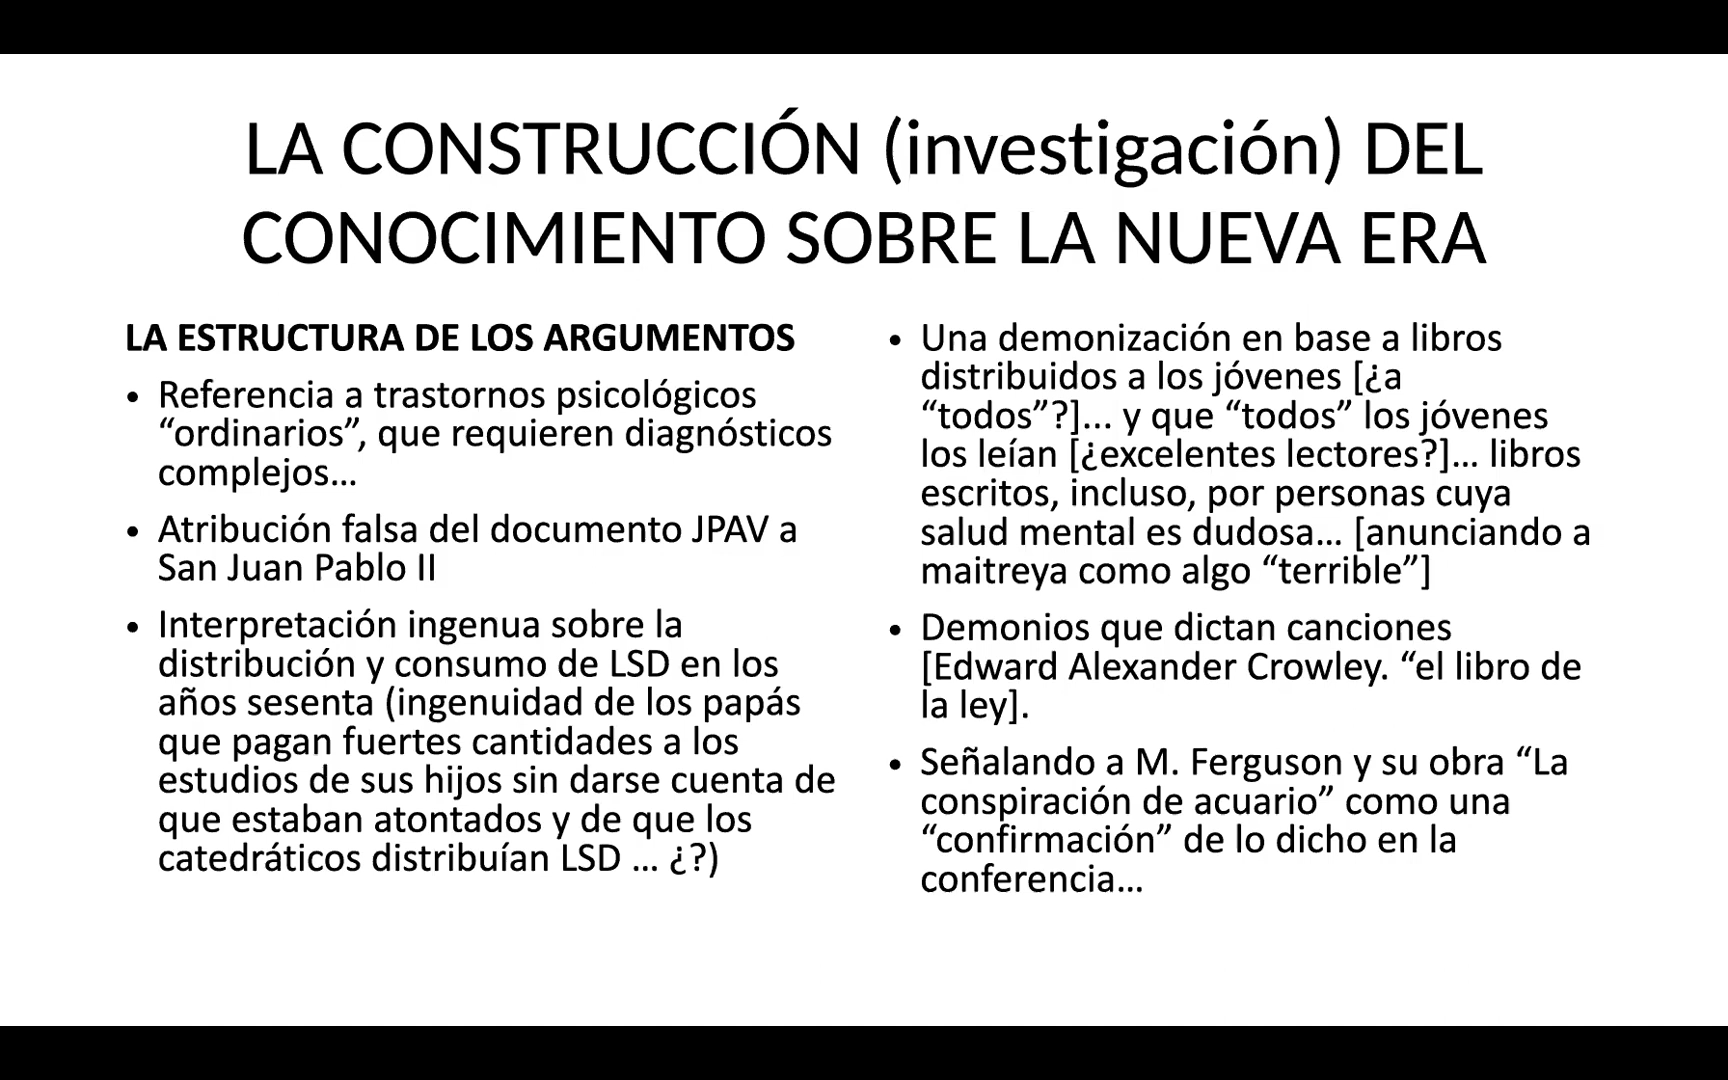 LA CONSTRUCCIÓN (investigación) DEL
CONOCIMIENTO SOBRE LA NUEVA ERA
LA ESTRUCTURA DE LOS ARGUMENTOS
• Referencia a trastornos psicológicos
“ordinarios”, que requieren diagnósticos
complejos…
• Atribución falsa del documento JPAV a
San Juan Pablo II
• Interpretación ingenua sobre la
distribución y consumo de LSD en los
años sesenta (ingenuidad de los papás
que pagan fuertes cantidades a los
estudios de sus hijos sin darse cuenta de
que estaban atontados y de que los
catedráticos distribuían LSD … ¿?)
• Una demonización en base a libros
distribuidos a los jóvenes [¿a
“todos”?]... y que “todos” los jóvenes
los leían [¿excelentes lectores?]… libros
escritos, incluso, por personas cuya
salud mental es dudosa… [anunciando a
maitreya como algo “terrible”]
• Demonios que dictan canciones
[Edward Alexander Crowley. “el libro de
la ley].
• Señalando a M. Ferguson y su obra “La
conspiración de acuario” como una
“confirmación” de lo dicho en la
conferencia…